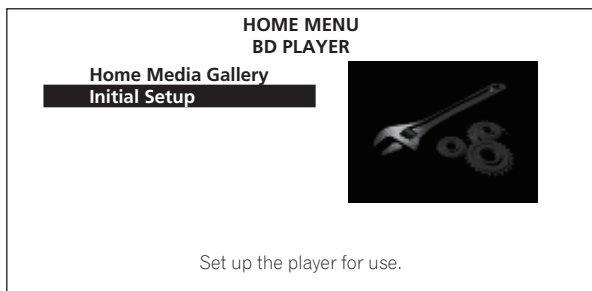 HOME MENU
BD PLAYER
Home Media Gallery
Initial Setup
Set up the player for use.